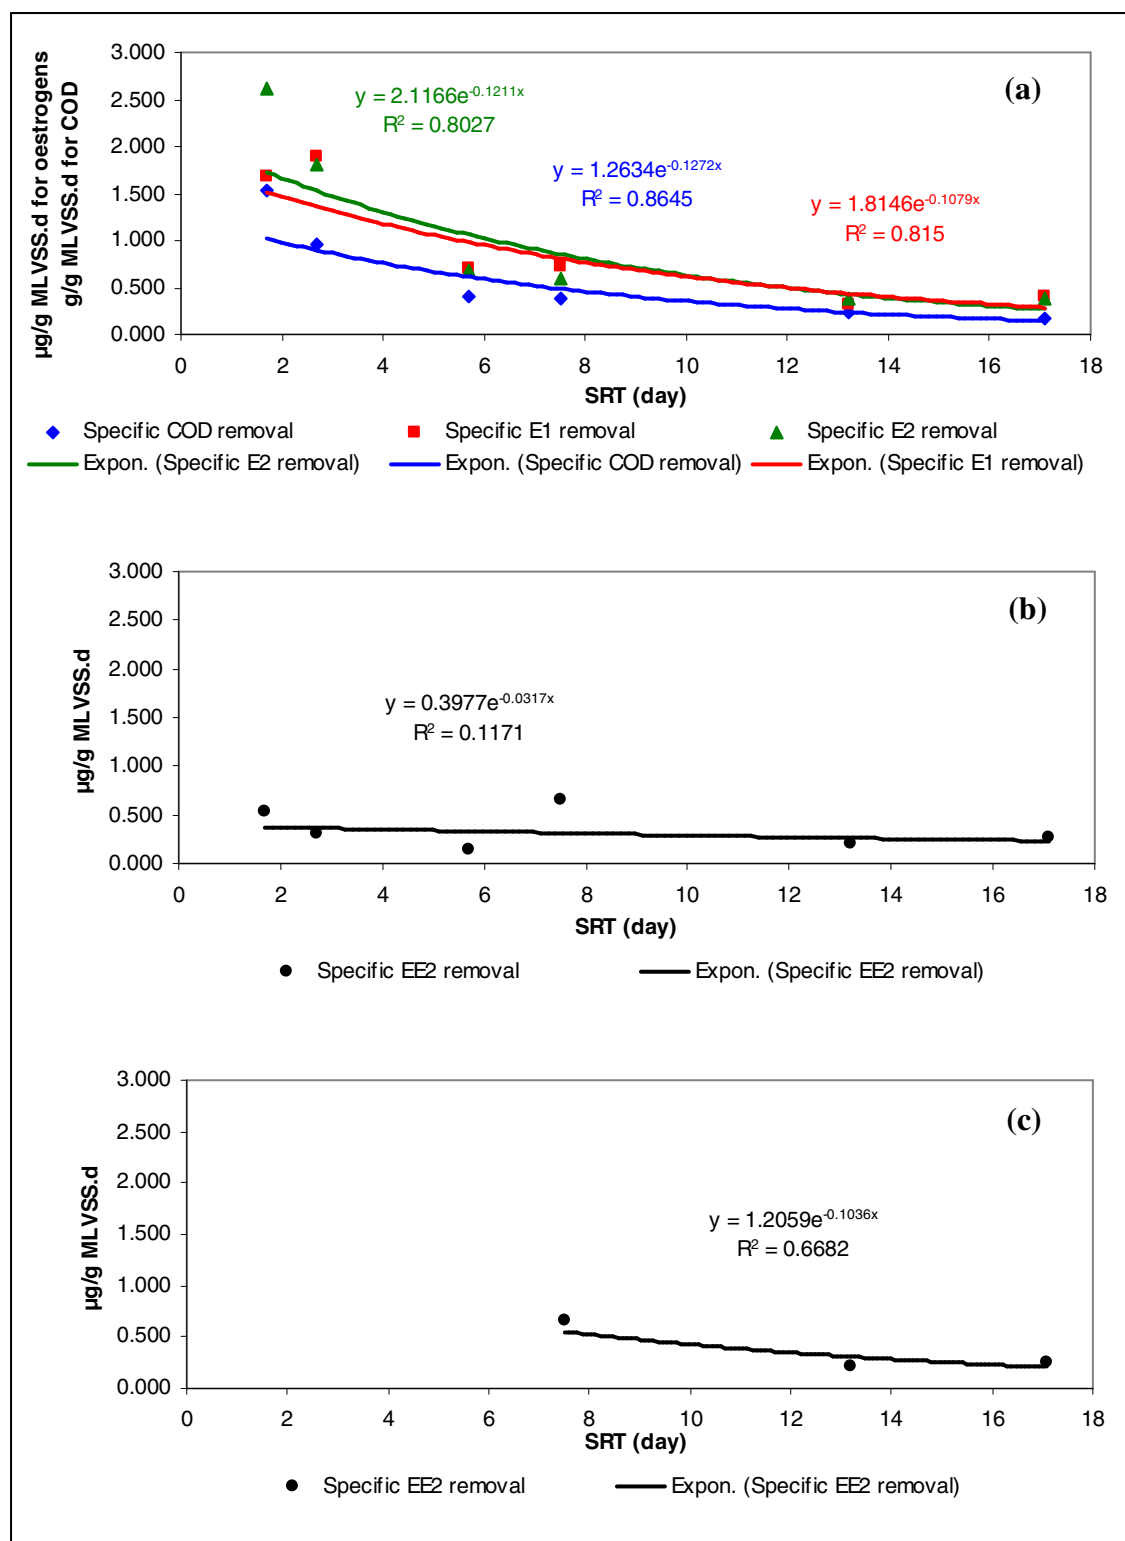 µg/g MLVSS.d for oestrogens
g/g MLVSS.d for COD
3.000
2.500
2.000
1.500
1.000
0.500
0.000
(a)
y = 2.1166e^-0.1211x
R² = 0.8027
y = 1.2634e^-0.1272x
R² = 0.8645
y = 1.8146e^-0.1079x
R² = 0.815
0 2 4 6 8 10 12 14 16 18
SRT (day)
Specific COD removal Specific E1 removal Specific E2 removal
Expon. (Specific E2 removal) Expon. (Specific COD removal) Expon. (Specific E1 removal)
µg/g MLVSS.d
3.000
2.500
2.000
1.500
1.000
0.500
0.000
(b)
y = 0.3977e^-0.0317x
R² = 0.1171
0 2 4 6 8 10 12 14 16 18
SRT (day)
Specific EE2 removal Expon. (Specific EE2 removal)
µg/g MLVSS.d
3.000
2.500
2.000
1.500
1.000
0.500
0.000
(c)
y = 1.2059e^-0.1036x
R² = 0.6682
0 2 4 6 8 10 12 14 16 18
SRT (day)
Specific EE2 removal Expon. (Specific EE2 removal)